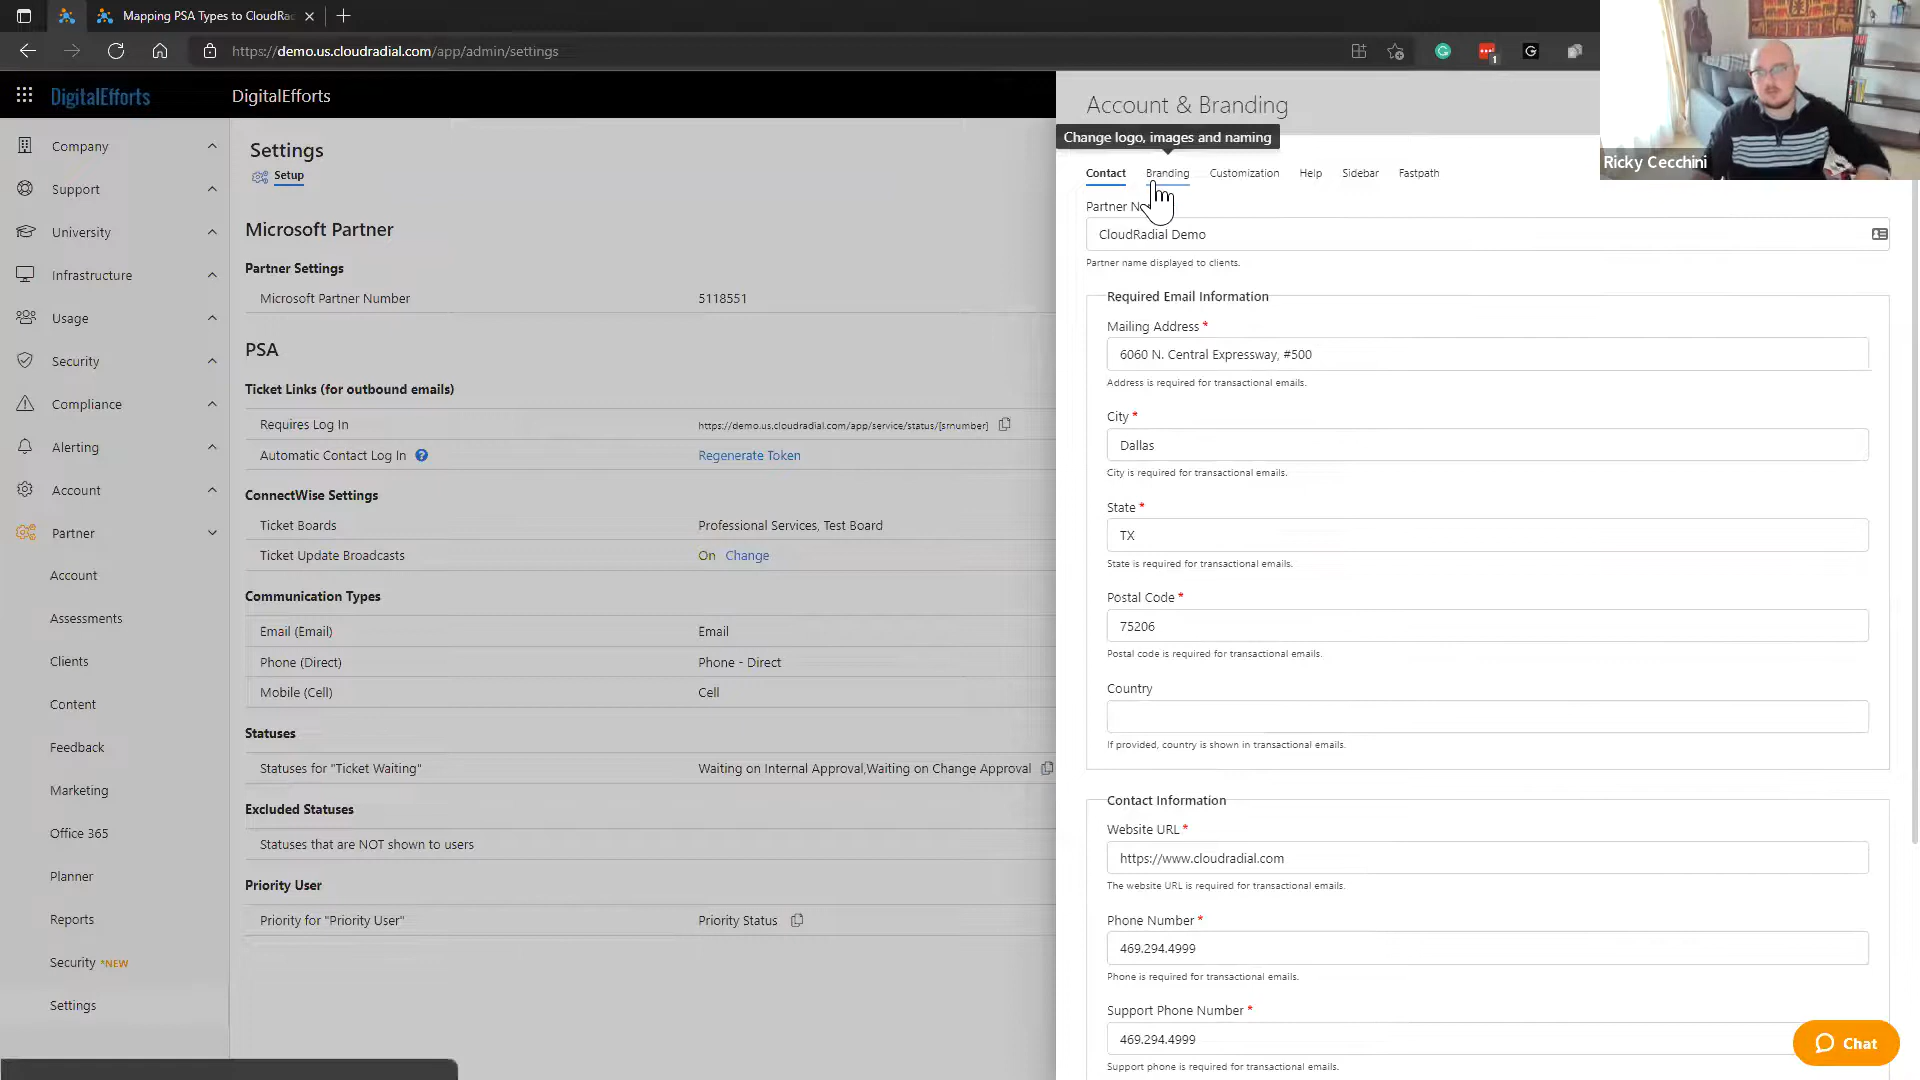 Mapping PSA Types to CloudRad
https://demo.us.cloudradial.com/app/admin/settings
1
Ricky Cecchini
DigitalEfforts
DigitalEfforts
Company
Support
University
Infrastructure
Usage
Security
Compliance
Alerting
Account
Partner
Account
Assessments
Clients
Content
Feedback
Marketing
Office 365
Planner
Reports
Security *NEW
Settings
Settings
Setup
Microsoft Partner
Partner Settings
Microsoft Partner Number 5118551
PSA
Ticket Links (for outbound emails)
Requires Log In https://demo.us.cloudradial.com/app/service/status/[srnumber]
Automatic Contact Log In ? Regenerate Token
ConnectWise Settings
Ticket Boards Professional Services, Test Board
Ticket Update Broadcasts On Change
Communication Types
Email (Email) Email
Phone (Direct) Phone - Direct
Mobile (Cell) Cell
Statuses
Statuses for "Ticket Waiting" Waiting on Internal Approval,Waiting on Change Approval
Excluded Statuses
Statuses that are NOT shown to users
Priority User
Priority for "Priority User" Priority Status
Account & Branding
Change logo, images and naming
Contact Branding Customization Help Sidebar Fastpath
Partner N
CloudRadial Demo
Partner name displayed to clients.
Required Email Information
Mailing Address *
6060 N. Central Expressway, #500
Address is required for transactional emails.
City *
Dallas
City is required for transactional emails.
State *
TX
State is required for transactional emails.
Postal Code *
75206
Postal code is required for transactional emails.
Country
If provided, country is shown in transactional emails.
Contact Information
Website URL *
https://www.cloudradial.com
The website URL is required for transactional emails.
Phone Number *
469.294.4999
Phone is required for transactional emails.
Support Phone Number *
469.294.4999
Support phone is required for transactional emails.
Chat